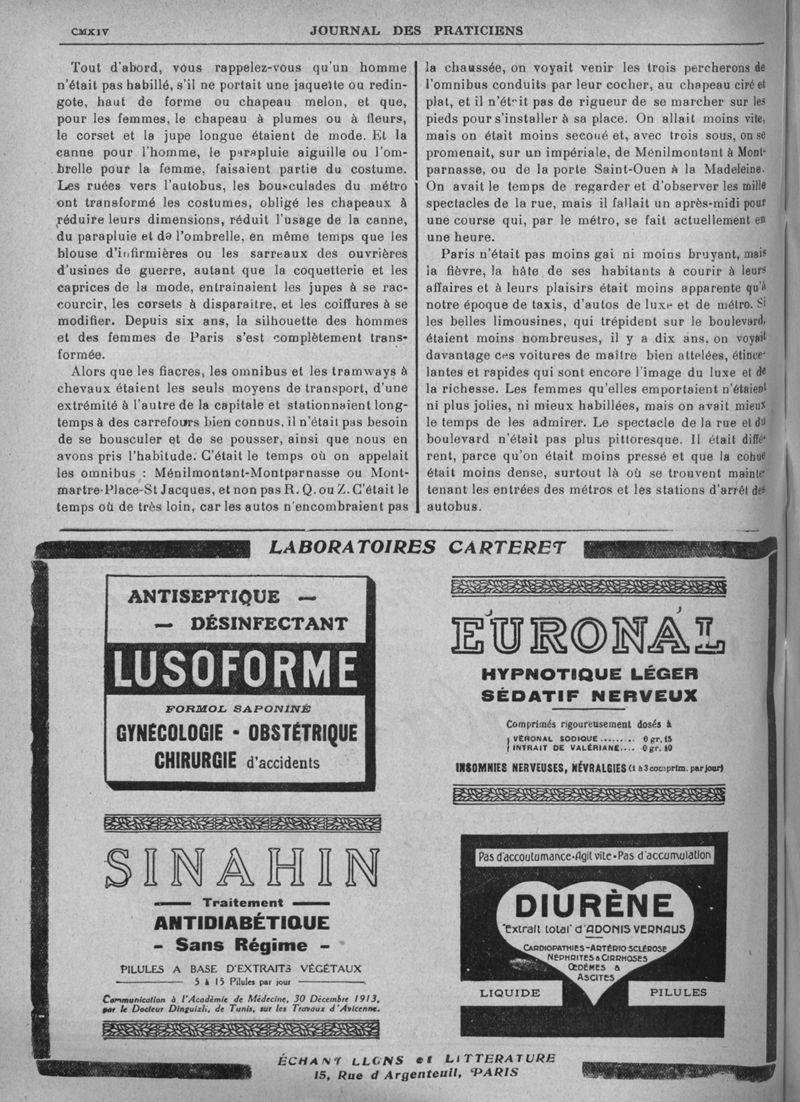 CMXIV
JOURNAL DES PRATICIENS
Tout d'abord, vous rappelez-vous qu'un homme
n'était pas habillé, s'il ne portait une jaquette ou redin-
gote, haut de forme ou chapeau melon, et que,
pour les femmes, le chapeau à plumes ou à fleurs,
le corset et la jupe longue étaient de mode. Et la
canne pour l'homme, le parapluie aiguille ou l'om-
brelle pour la femme, faisaient partie du costume.
Les ruées vers l'autobus, les bousculades du métro
ont transformé les costumes, obligé les chapeaux à
réduire leurs dimensions, réduit l'usage de la canne,
du parapluie et de l'ombrelle, en même temps que les
blouse d'infirmières ou les sarreaux des ouvrières
d'usines de guerre, autant que la coquetterie et les
caprices de la mode, entraînaient les jupes à se rac-
courcir, les corsets à disparaitre, et les coiffures à se
modifier. Depuis six ans, la silhouette des hommes
et des femmes de Paris s'est complètement trans-
formée.
Alors que les fiacres, les omnibus et les tramways à
chevaux étaient les seuls moyens de transport, d'une
extrémité à l'autre de la capitale et stationnaient long-
temps à des carrefours bien connus, il n'était pas besoin
de se bousculer et de se pousser, ainsi que nous en
avons pris l'habitude. C'était le temps où on appelait
les omnibus : Ménilmontant-Montparnasse ou Mont-
martre-Place-St Jacques, et non pas R. Q. ou Z. C'était le
temps où de très loin, car les autos n'encombraient pas
la chaussée, on voyait venir les trois percherons de
l'omnibus conduits par leur cocher, au chapeau ciré et
plat, et il n'était pas de rigueur de se marcher sur les
pieds pour s'installer à sa place. On allait moins vite,
mais on était moins secoué et, avec trois sous, on se
promenait, sur un impériale, de Ménilmontant à Mont-
parnasse, ou de la porte Saint-Ouen à la Madeleine.
On avait le temps de regarder et d'observer les mille
spectacles de la rue, mais il fallait un après-midi pour
une course qui, par le métro, se fait actuellement en
une heure.
Paris n'était pas moins gai ni moins bruyant, mais
la fièvre, la hâte de ses habitants à courir à leurs
affaires et à leurs plaisirs était moins apparente qu'à
notre époque de taxis, d'autos de luxe et de métro. Si
les belles limousines, qui trépident sur le boulevard,
étaient moins nombreuses, il y a dix ans, on voyait
davantage ces voitures de maître bien attelées, étince-
lantes et rapides qui sont encore l'image du luxe et de
la richesse. Les femmes qu'elles emportaient n'étaient
ni plus jolies, ni mieux habillées, mais on avait mieux
le temps de les admirer. Le spectacle de la rue et du
boulevard n'était pas plus pittoresque. Il était diffé-
rent, parce qu'on était moins pressé et que la cohue
était moins dense, surtout là où se trouvent mainte-
tenant les entrées des métros et les stations d'arrêt des
autobus.
LABORATOIRES CARTERET
ANTISEPTIQUE —
— DÉSINFECTANT
LUSOFORME
FORMOL SAPONINÉ
GYNÉCOLOGIE - OBSTÉTRIQUE
CHIRURGIE d'accidents
EURONAL
HYPNOTIQUE LÉGER
SÉDATIF NERVEUX
Comprimés rigoureusement dosés à
VÉRONAL SODIQUE ......... 0 gr. 15
INTRAIT DE VALÉRIANE.... 0 gr. 10
INSOMNIES NERVEUSES, NÉVRALGIES (1 à 3 comprim. par jour)
SINAHIN
— Traitement —
ANTIDIABÉTIQUE
- Sans Régime -
PILULES A BASE D'EXTRAITS VÉGÉTAUX
5 à 15 Pilules par jour
Communication à l'Académie de Médecine, 30 Décembre 1913,
par le Docteur Dinguizli, de Tunis, sur les Travaux d'Avicenne.
Pas d'accoutumance-Agit vite-Pas d'accumulation
DIURÈNE
"Extrait total" d'ADONIS VERNALIS
CARDIOPATHIES-ARTÉRIO-SCLÉROSE
NÉPHRITES & CIRRHOSES
ŒDÈMES &
ASCITES
LIQUIDE
PILULES
ÉCHANTILLONS et LITTERATURE
15, Rue d'Argenteuil, PARIS